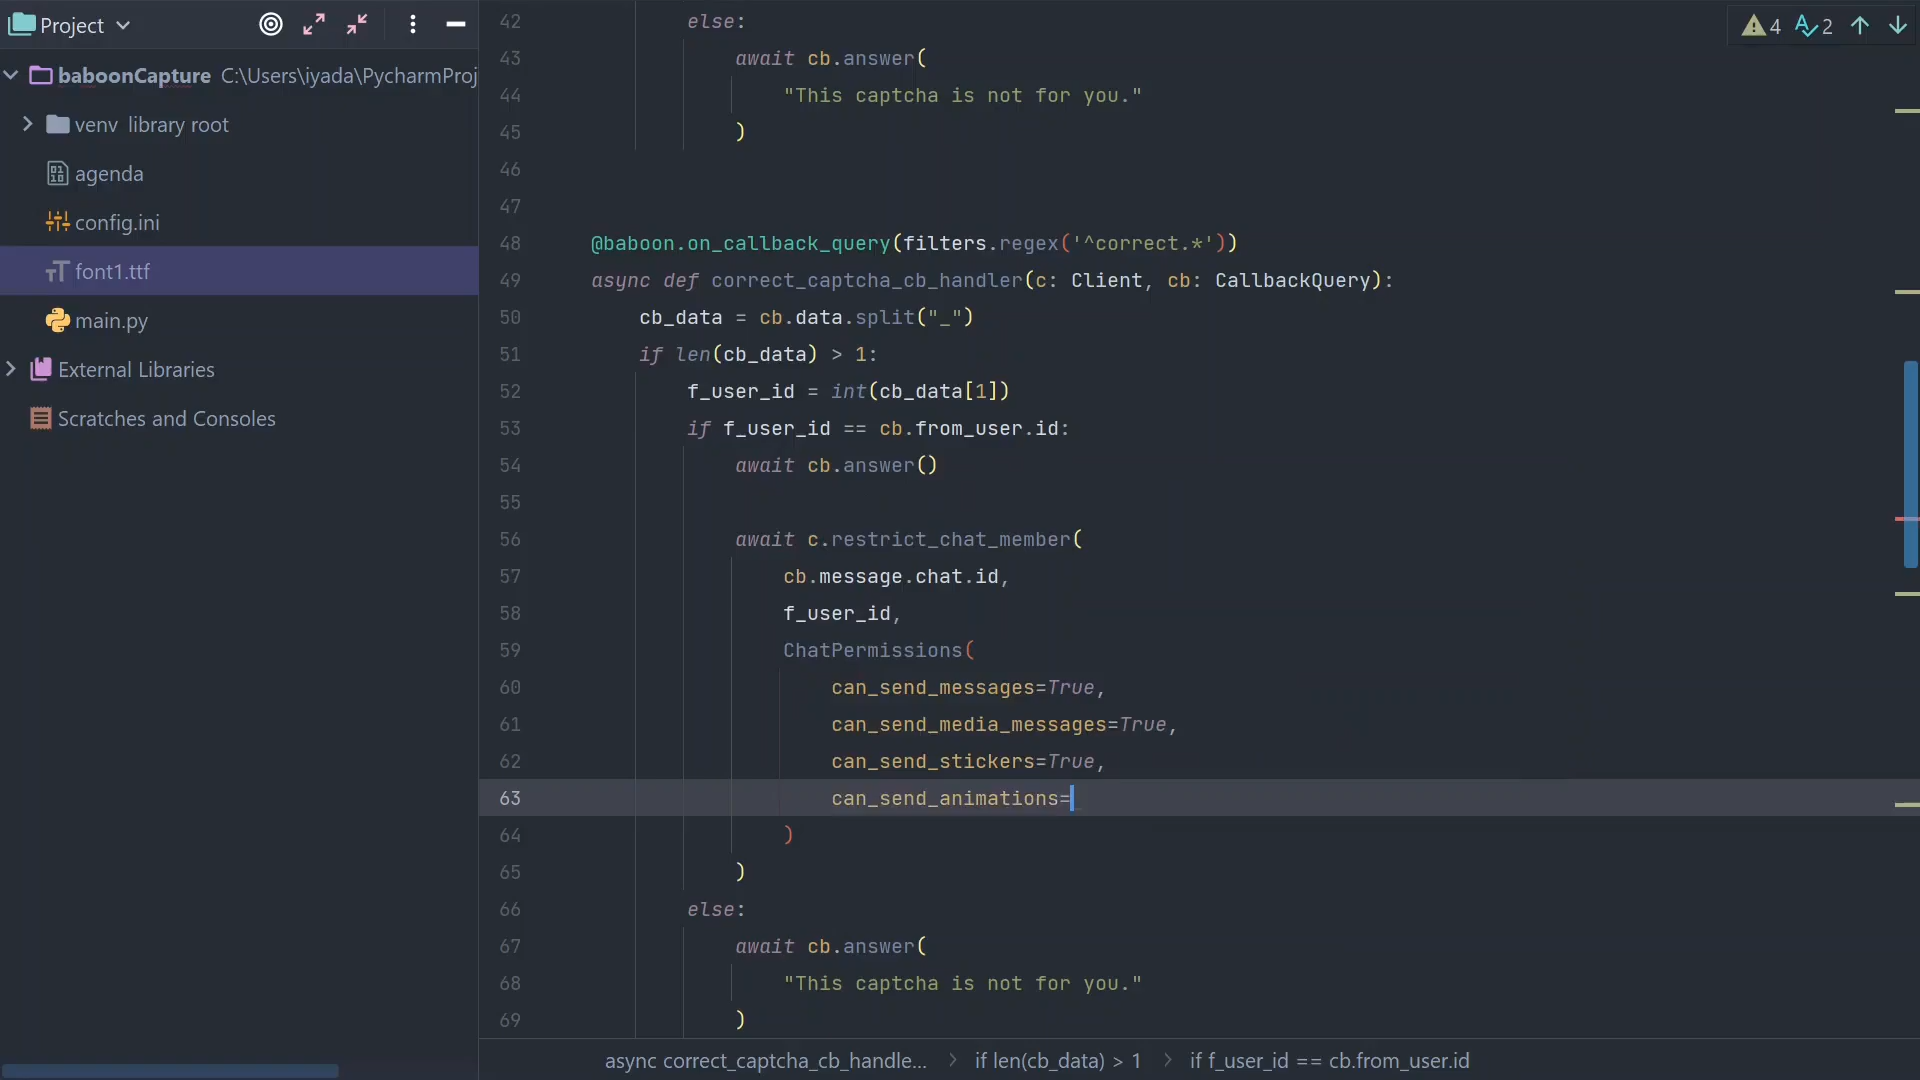 Project
baboonCapture C:\Users\iyada\PycharmProj
venv library root
agenda
config.ini
font1.ttf
main.py
External Libraries
Scratches and Consoles
4 2
42 else:
43 await cb.answer(
44 "This captcha is not for you."
45 )
46
47
48 @baboon.on_callback_query(filters.regex('^correct.*'))
49 async def correct_captcha_cb_handler(c: Client, cb: CallbackQuery):
50 cb_data = cb.data.split("_")
51 if len(cb_data) > 1:
52 f_user_id = int(cb_data[1])
53 if f_user_id == cb.from_user.id:
54 await cb.answer()
55
56 await c.restrict_chat_member(
57 cb.message.chat.id,
58 f_user_id,
59 ChatPermissions(
60 can_send_messages=True,
61 can_send_media_messages=True,
62 can_send_stickers=True,
63 can_send_animations=
64 )
65 )
66 else:
67 await cb.answer(
68 "This captcha is not for you."
69 )
async correct_captcha_cb_handle... > if len(cb_data) > 1 > if f_user_id == cb.from_user.id